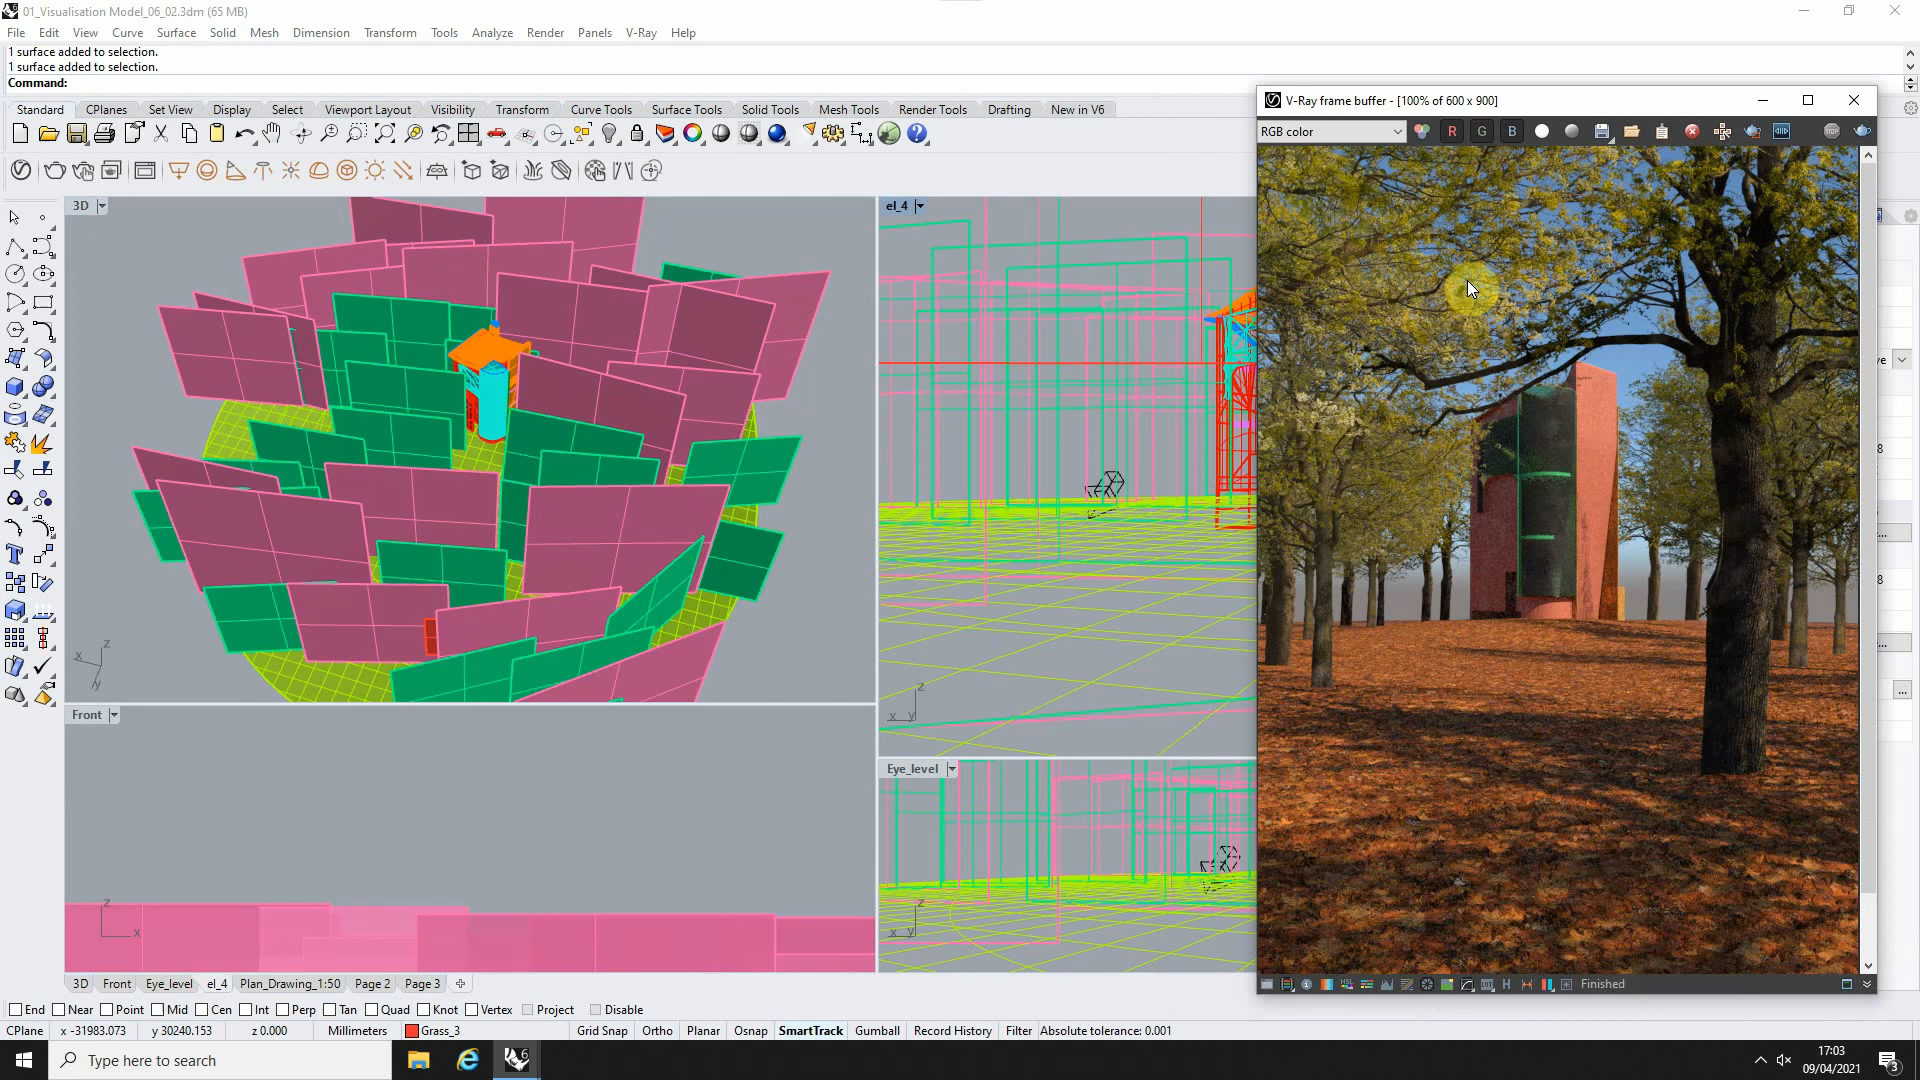 01_Visualisation Model_06_02.3dm (65 MB)
File Edit View Curve Surface Solid Mesh Dimension Transform Tools Analyze Render Panels V-Ray Help
1 surface added to selection.
1 surface added to selection.
Command:
Standard CPlanes Set View Display Select Viewport Layout Visibility Transform Curve Tools Surface Tools Solid Tools Mesh Tools Render Tools Drafting New in V6
V-Ray frame buffer - [100% of 600 x 900]
RGB color R G B
STOP
3D
el_4
z
x
y
z
x y
Front
Eye_level
z
x
z
x y
ve
8
...
8
...
...
3D Front Eye_level el_4 Plan_Drawing_1:50 Page 2 Page 3
Finished
End Near Point Mid Cen Int Perp Tan Quad Knot Vertex Project Disable
CPlane x -31983.073 y 30240.153 z 0.000 Millimeters Grass_3 Grid Snap Ortho Planar Osnap SmartTrack Gumball Record History Filter Absolute tolerance: 0.001
Type here to search
17:03
09/04/2021
3